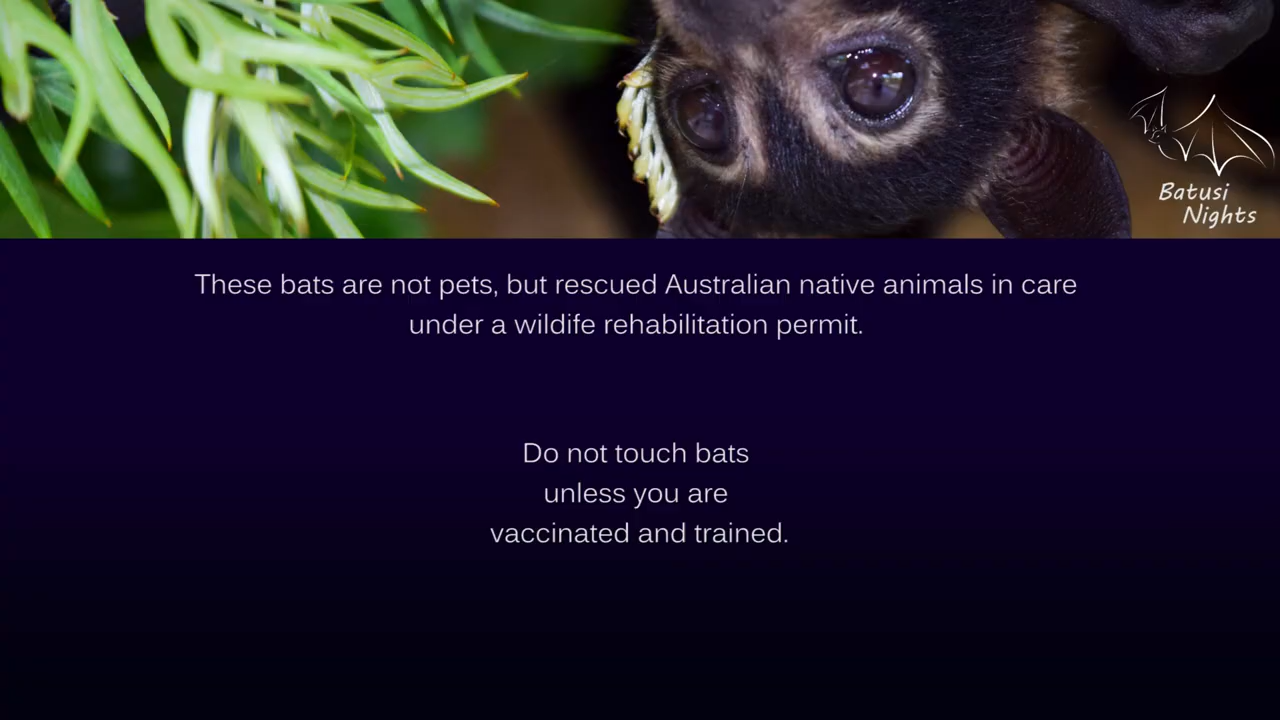 Batusi
Nights
These bats are not pets, but rescued Australian native animals in care
under a wildife rehabilitation permit.
Do not touch bats
unless you are
vaccinated and trained.